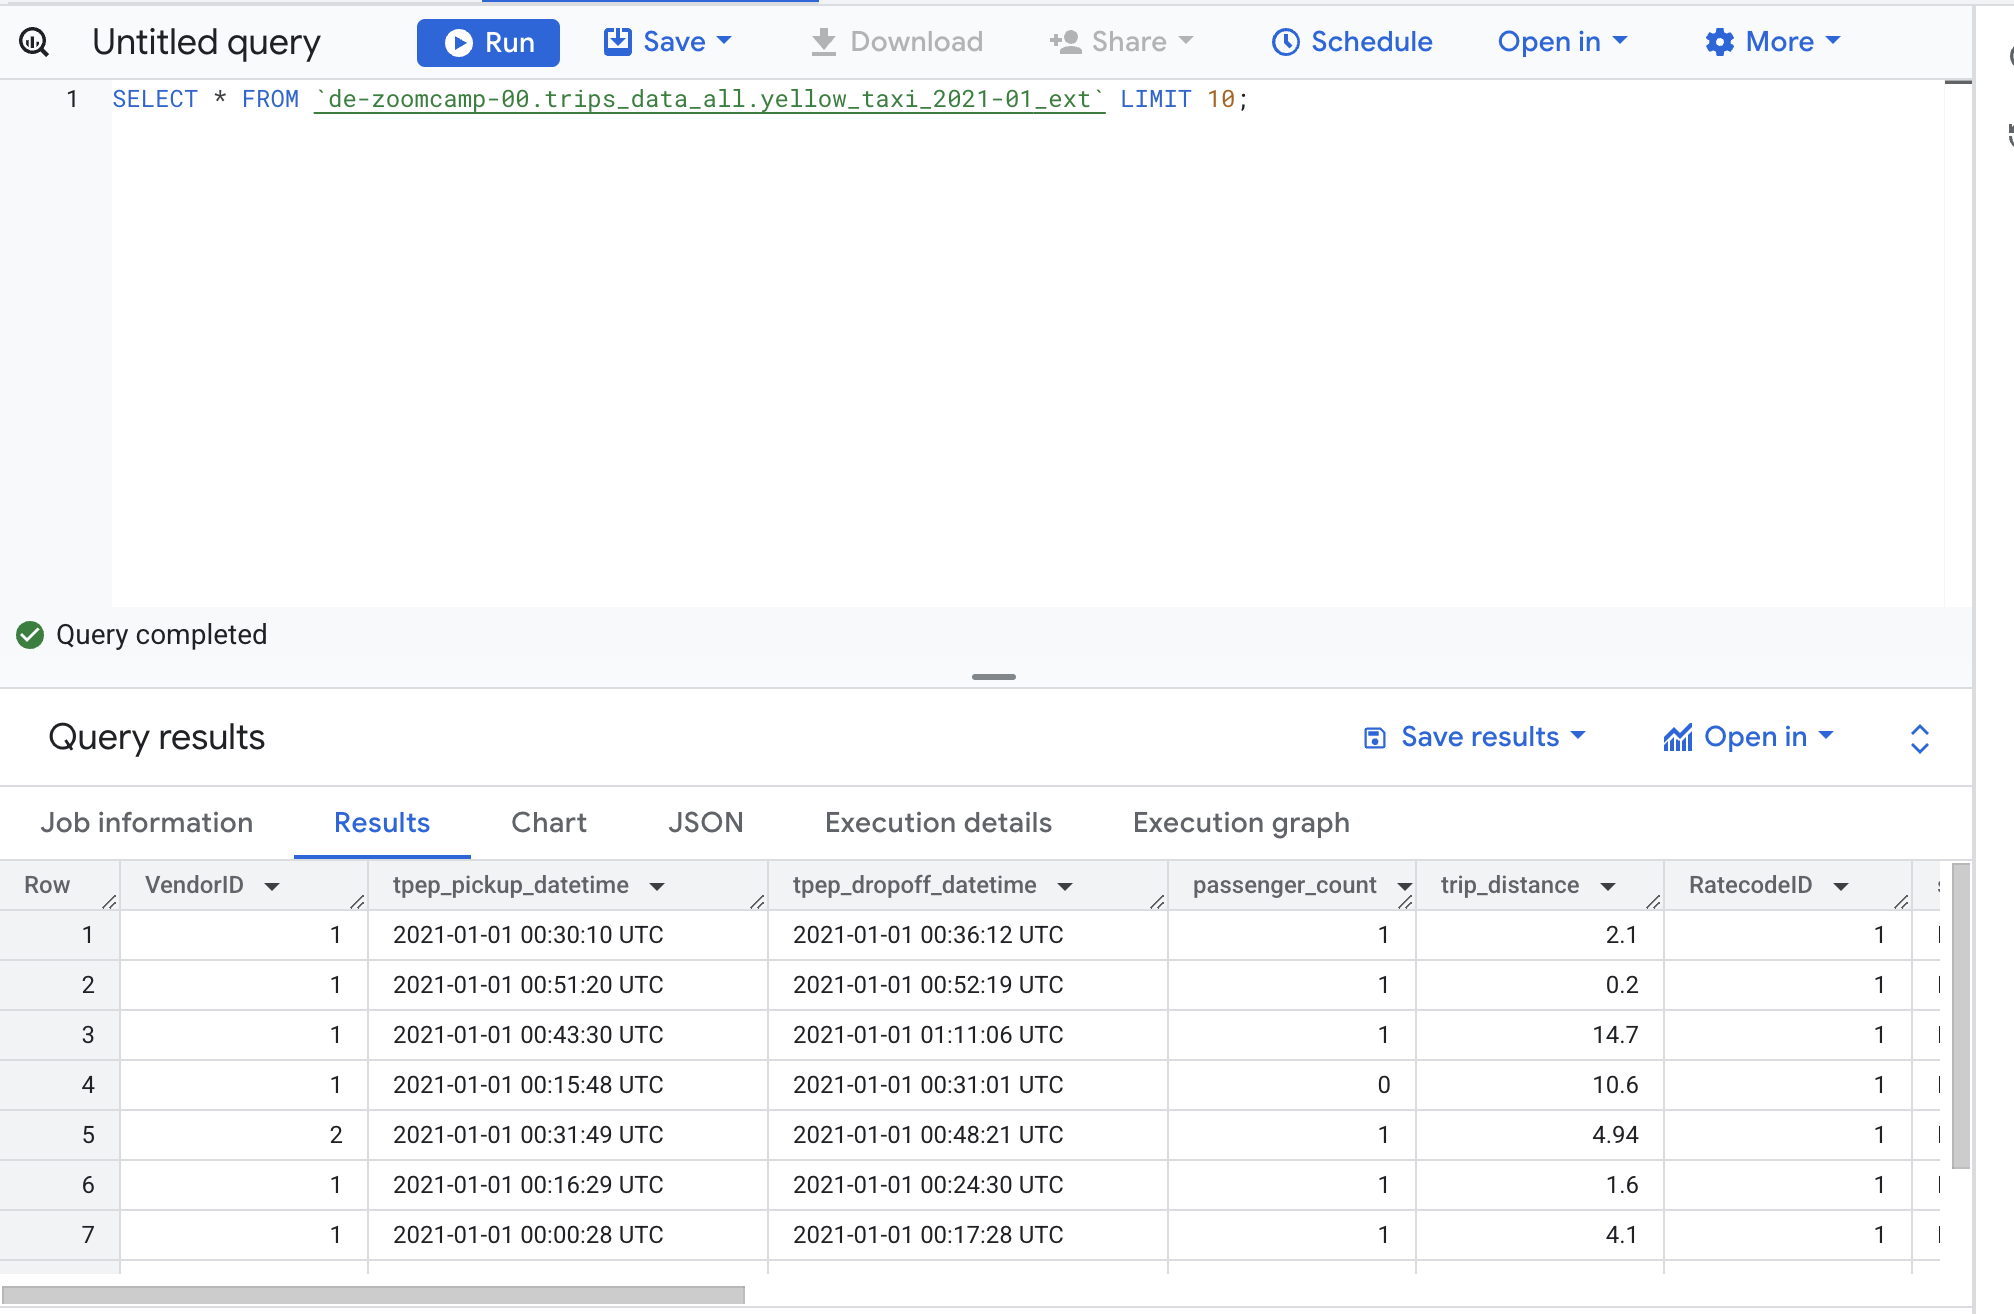 Untitled query Run Save Download Share Schedule Open in More
1 SELECT * FROM `de-zoomcamp-00.trips_data_all.yellow_taxi_2021-01_ext` LIMIT 10;
Query completed
Query results Save results Open in
Job information Results Chart JSON Execution details Execution graph
Row VendorID tpep_pickup_datetime tpep_dropoff_datetime passenger_count trip_distance RatecodeID
1 1 2021-01-01 00:30:10 UTC 2021-01-01 00:36:12 UTC 1 2.1 1
2 1 2021-01-01 00:51:20 UTC 2021-01-01 00:52:19 UTC 1 0.2 1
3 1 2021-01-01 00:43:30 UTC 2021-01-01 01:11:06 UTC 1 14.7 1
4 1 2021-01-01 00:15:48 UTC 2021-01-01 00:31:01 UTC 0 10.6 1
5 2 2021-01-01 00:31:49 UTC 2021-01-01 00:48:21 UTC 1 4.94 1
6 1 2021-01-01 00:16:29 UTC 2021-01-01 00:24:30 UTC 1 1.6 1
7 1 2021-01-01 00:00:28 UTC 2021-01-01 00:17:28 UTC 1 4.1 1